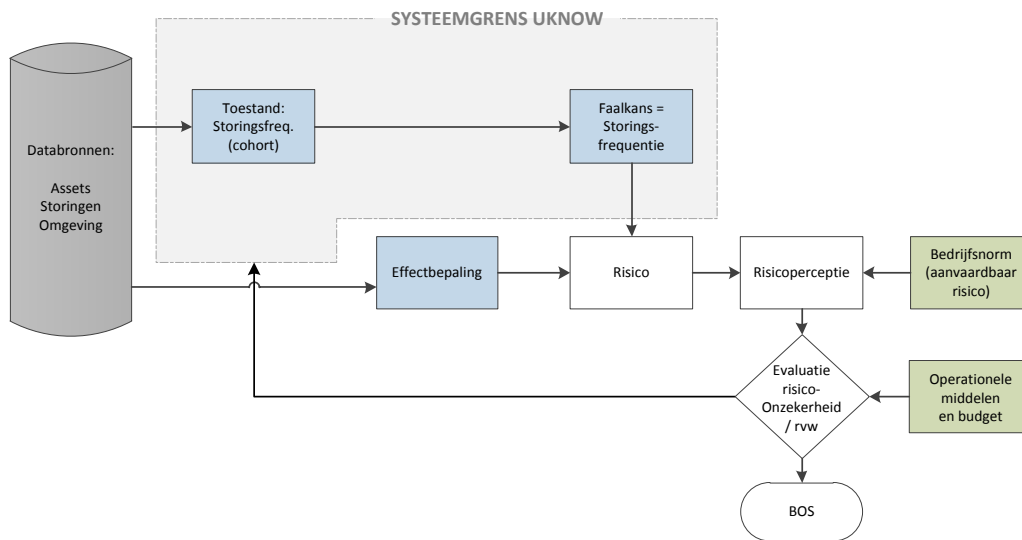 SYSTEEMGRENS UKNOW
Databronnen:
Assets
Storingen
Omgeving
Toestand:
Storingsfreq.
(cohort)
Faalkans =
Storings-
frequentie
Effectbepaling
Risico
Risicoperceptie
Bedrijfsnorm
(aanvaardbaar
risico)
Evaluatie
risico-
Onzekerheid
/ rvw
Operationele
middelen
en budget
BOS